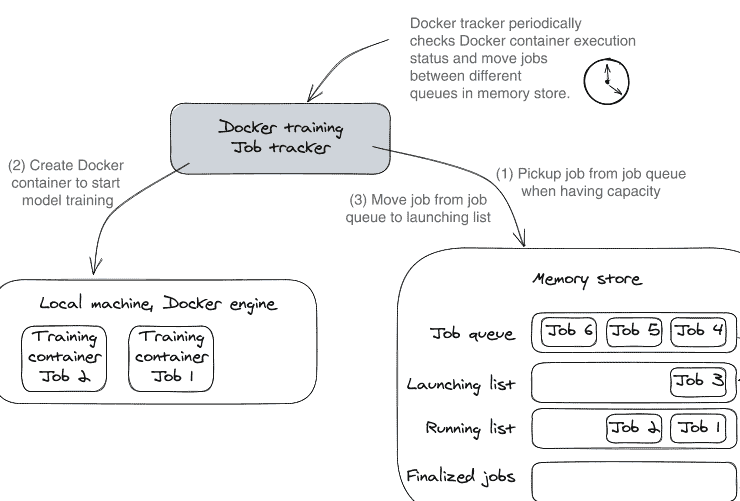 Docker tracker periodically
checks Docker container execution
status and move jobs
between different
queues in memory store.
Docker training
Job tracker
(2) Create Docker
container to start
model training
(1) Pickup job from job queue
when having capacity
(3) Move job from job
queue to launching list
Local machine, Docker engine
Training
container
Job 2
Training
container
Job 1
Memory store
Job queue
Job 6
Job 5
Job 4
Launching list
Job 3
Running list
Job 2
Job 1
Finalized jobs